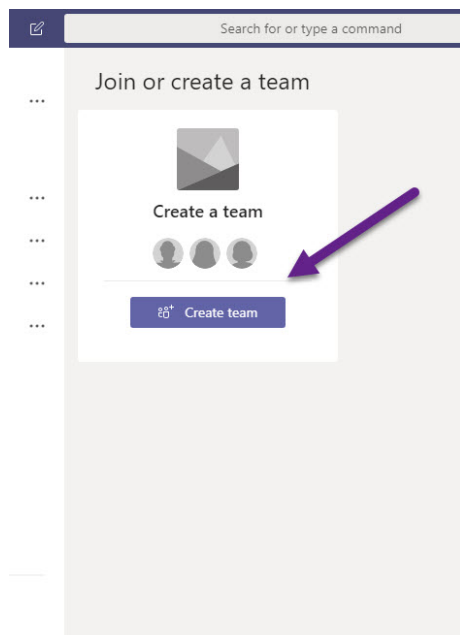 Search for or type a command
Join or create a team
Create a team
Create team